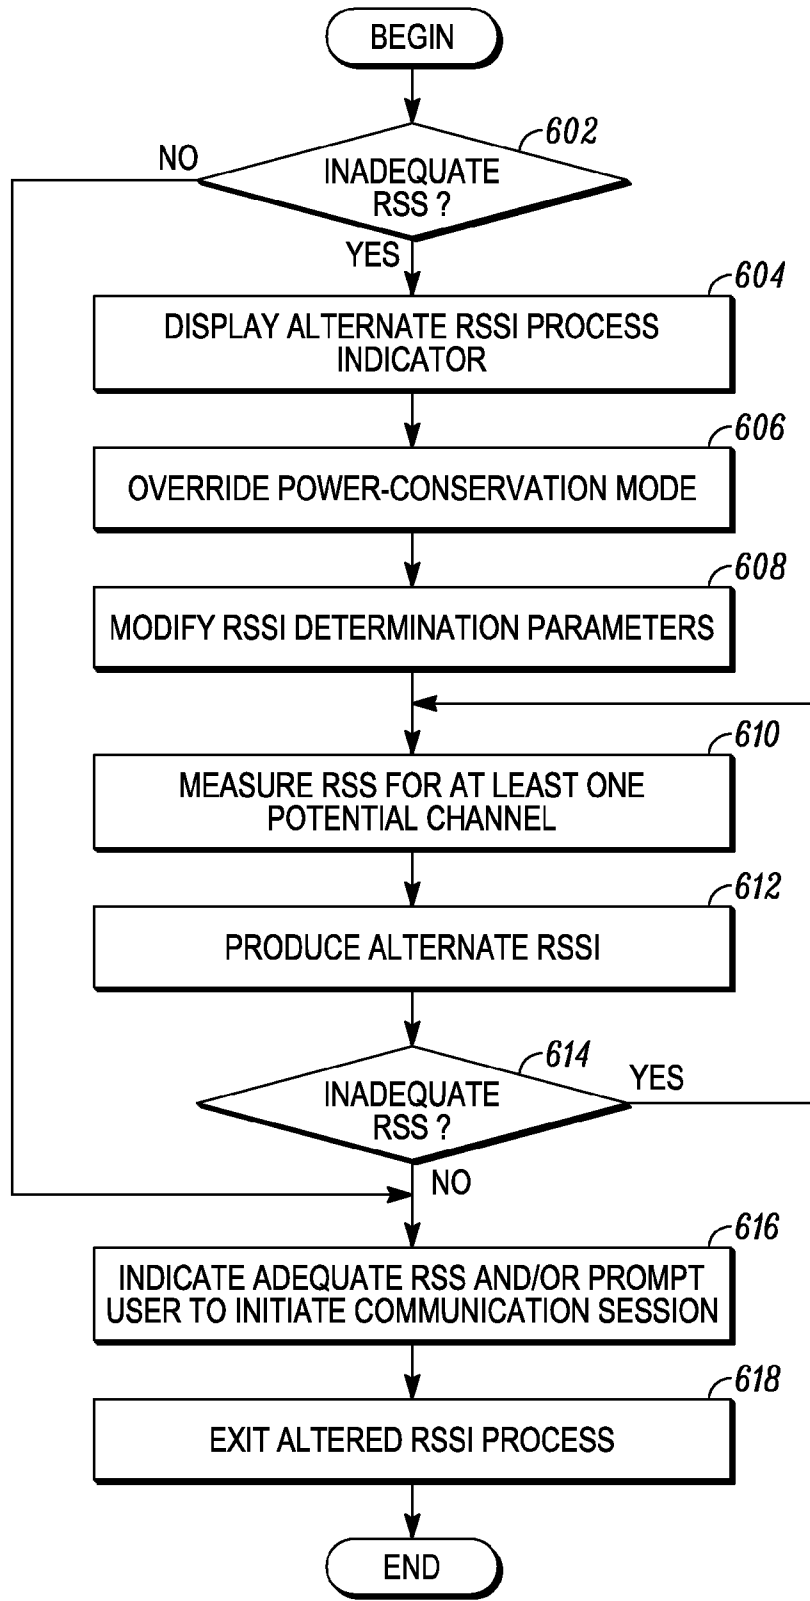 BEGIN
602
NO
INADEQUATE
RSS ?
YES
604
DISPLAY ALTERNATE RSSI PROCESS
INDICATOR
606
OVERRIDE POWER-CONSERVATION MODE
608
MODIFY RSSI DETERMINATION PARAMETERS
610
MEASURE RSS FOR AT LEAST ONE
POTENTIAL CHANNEL
612
PRODUCE ALTERNATE RSSI
614
YES
INADEQUATE
RSS ?
NO
616
INDICATE ADEQUATE RSS AND/OR PROMPT
USER TO INITIATE COMMUNICATION SESSION
618
EXIT ALTERED RSSI PROCESS
END